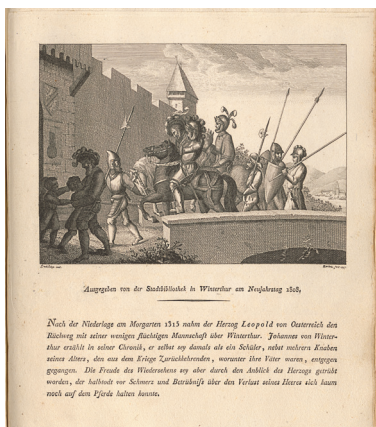 Ausgegeben von der Stadtbibliothek in Winterthur am Neujahrstag 1808.
Nach der Niederlage am Morgarten 1315 nahm der Herzog Leopold von Oesterreich den
Rückweg mit seiner wenigen flüchtigen Mannschaft über Winterthur. Johannes von Winter-
thur erzählt in seiner Chronik, er selbst sey damals als ein Schüler, nebst mehrern Knaben
seines Alters, den aus dem Kriege Zurückkehrenden, worunter ihre Väter waren, entgegen
gegangen. Die Freude des Wiedersehens sey aber durch den Anblick des Herzogs getrübt
worden, der halbtodt vor Schmerz und Betrübniss über den Verlust seines Heeres sich kaum
noch auf dem Pferde halten konnte.